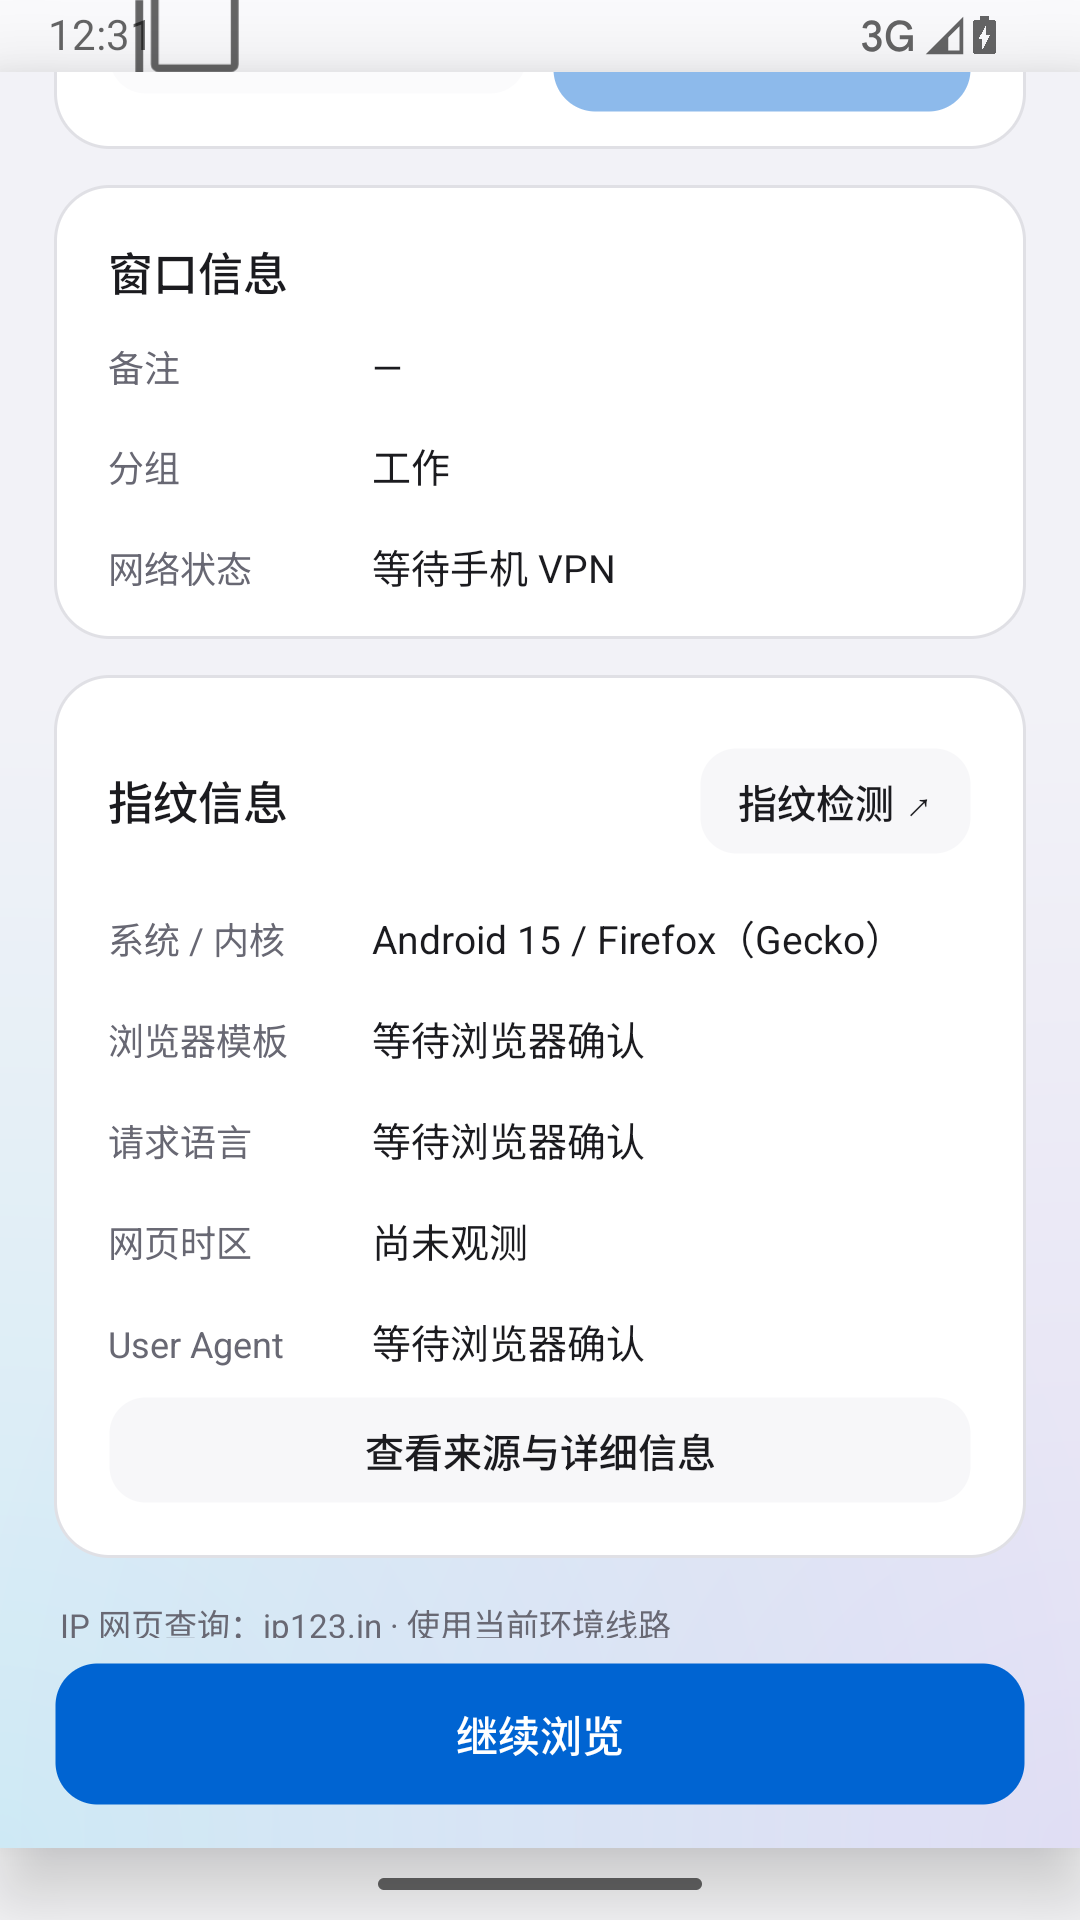 12:31
3G
窗口信息
备注 —
分组 工作
网络状态 等待手机 VPN
指纹信息 指纹检测 ↗
系统 / 内核 Android 15 / Firefox（Gecko）
浏览器模板 等待浏览器确认
请求语言 等待浏览器确认
网页时区 尚未观测
User Agent 等待浏览器确认
查看来源与详细信息
IP 网页查询：ip123.in · 使用当前环境线路
继续浏览